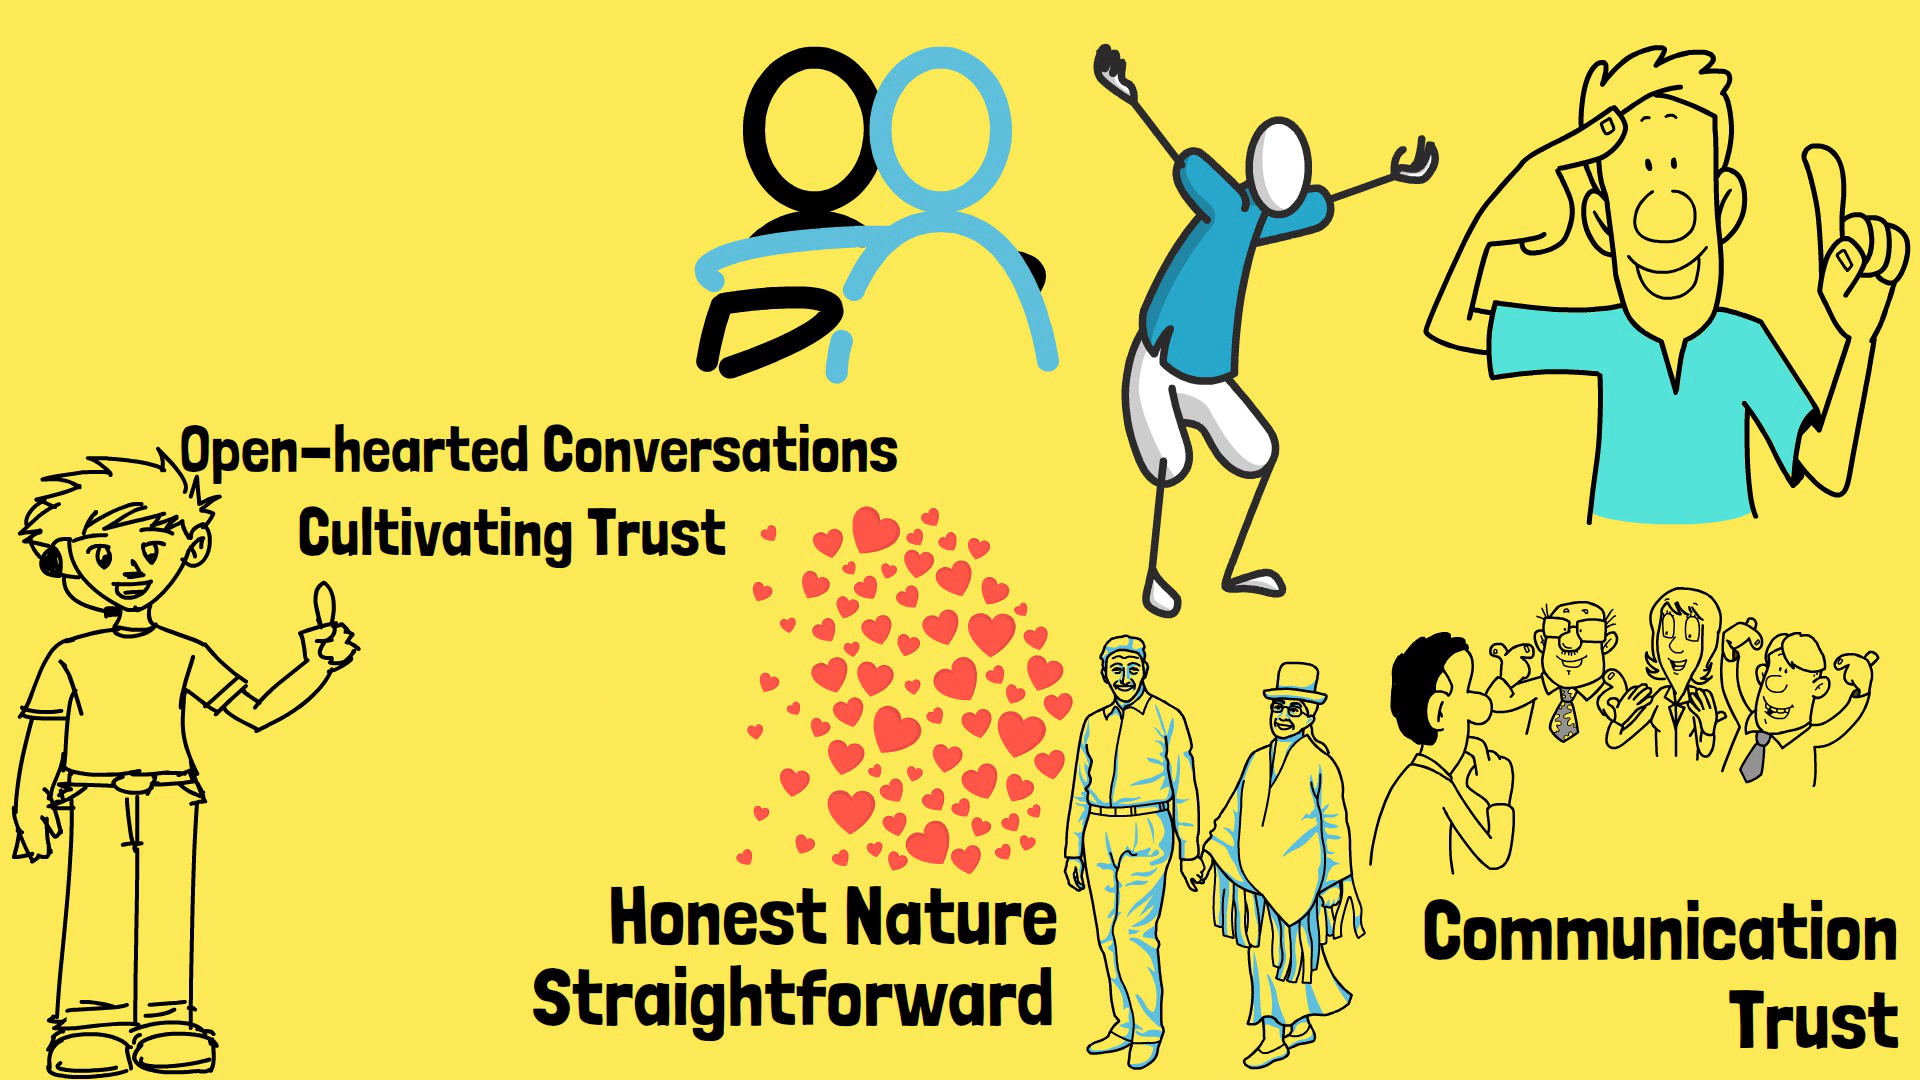 Open-hearted Conversations
Cultivating Trust
Honest Nature
Straightforward
Communication
Trust